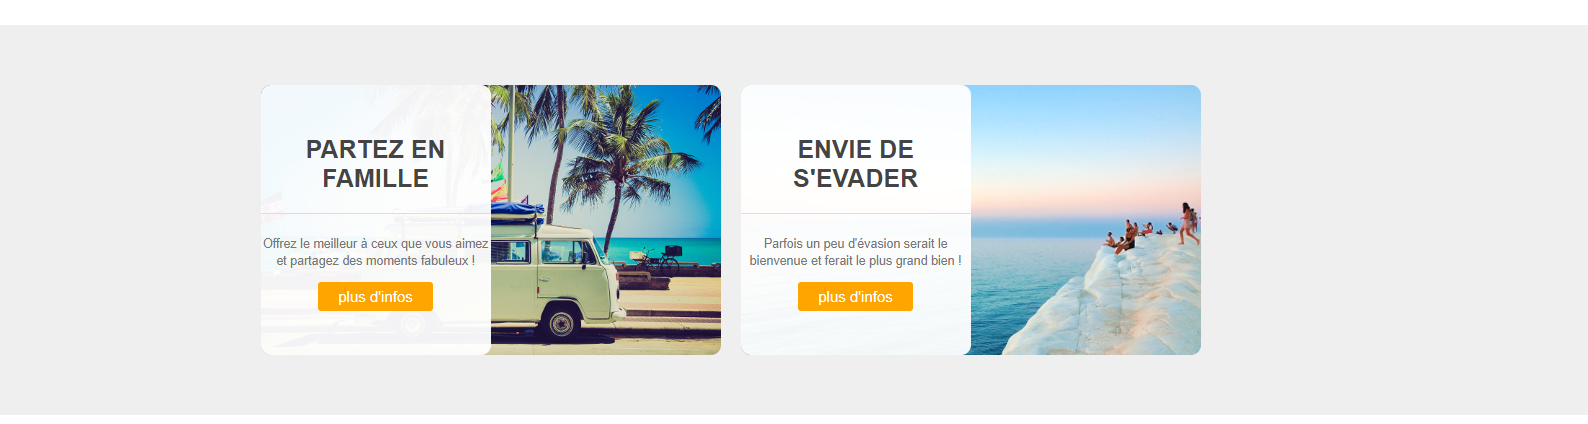 PARTEZ EN
FAMILLE
Offrez le meilleur à ceux que vous aimez
et partagez des moments fabuleux !
plus d'infos
ENVIE DE
S'EVADER
Parfois un peu d'évasion serait le
bienvenue et ferait le plus grand bien !
plus d'infos